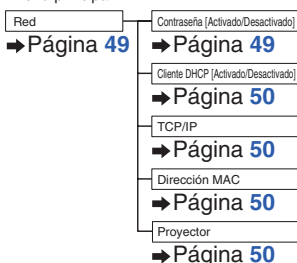 Red
➡Página 49
Contraseña [Activado/Desactivado]
➡Página 49
Cliente DHCP [Activado/Desactivado]
➡Página 50
TCP/IP
➡Página 50
Dirección MAC
➡Página 50
Proyector
➡Página 50